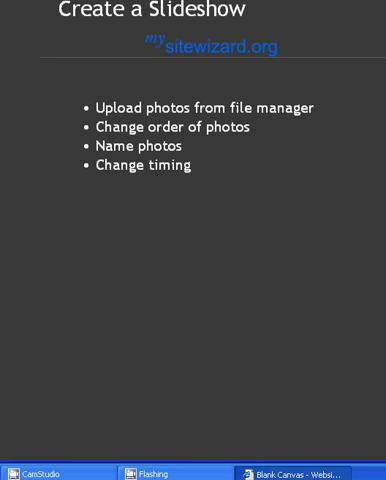 Create a Slideshow
mysitewizard.org
• Upload photos from file manager
• Change order of photos
• Name photos
• Change timing
CamStudio
Flashing
Blank Canvas - Websi...